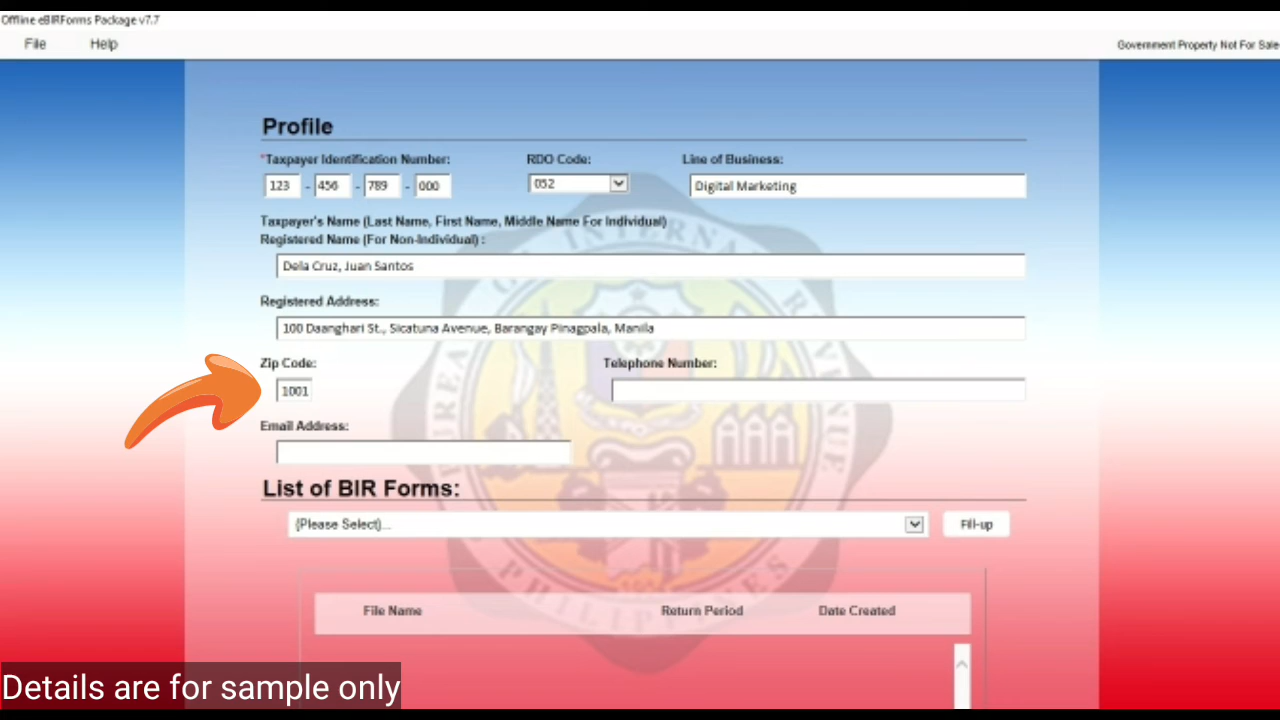 Offline eBIRForms Package v7.7
File Help
Government Property Not For Sale
Profile
*Taxpayer Identification Number: RDO Code: Line of Business:
123 - 456 - 789 - 000 052 Digital Marketing
Taxpayer's Name (Last Name, First Name, Middle Name For Individual)
Registered Name (For Non-Individual) :
Dela Cruz, Juan Santos
Registered Address:
100 Daanghari St., Sicatuna Avenue, Barangay Pinagpala, Manila
Zip Code: Telephone Number:
1001
Email Address:
List of BIR Forms:
(Please Select)... Fill-up
File Name Return Period Date Created
INTERNAL REVENUE
PHILIPPINES
Details are for sample only